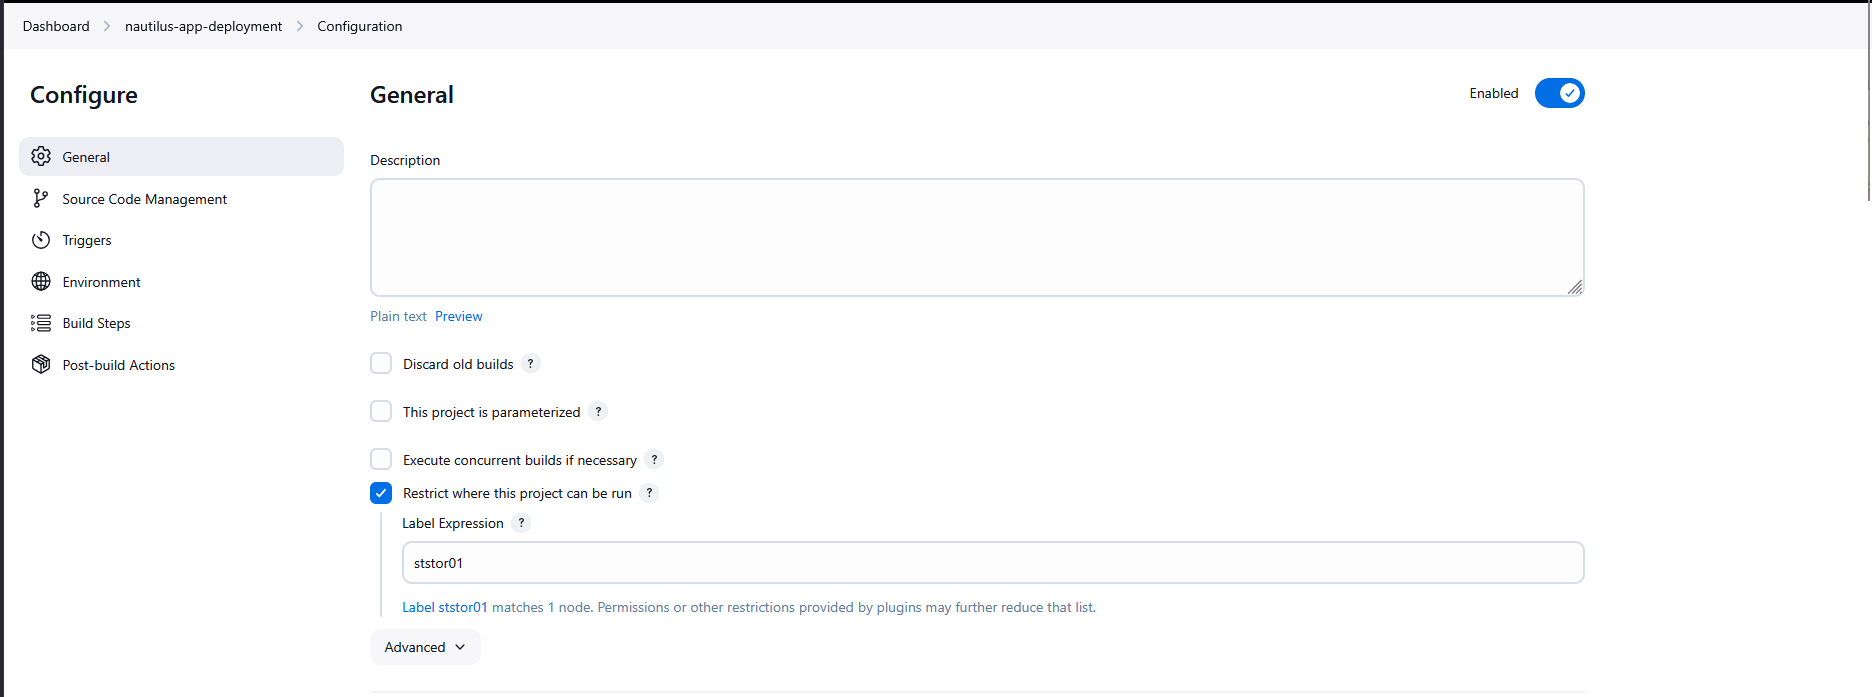 Dashboard > nautilus-app-deployment > Configuration
Configure
General
Source Code Management
Triggers
Environment
Build Steps
Post-build Actions
General
Enabled
Description
Plain text Preview
Discard old builds ?
This project is parameterized ?
Execute concurrent builds if necessary ?
Restrict where this project can be run ?
Label Expression ?
ststor01
Label ststor01 matches 1 node. Permissions or other restrictions provided by plugins may further reduce that list.
Advanced